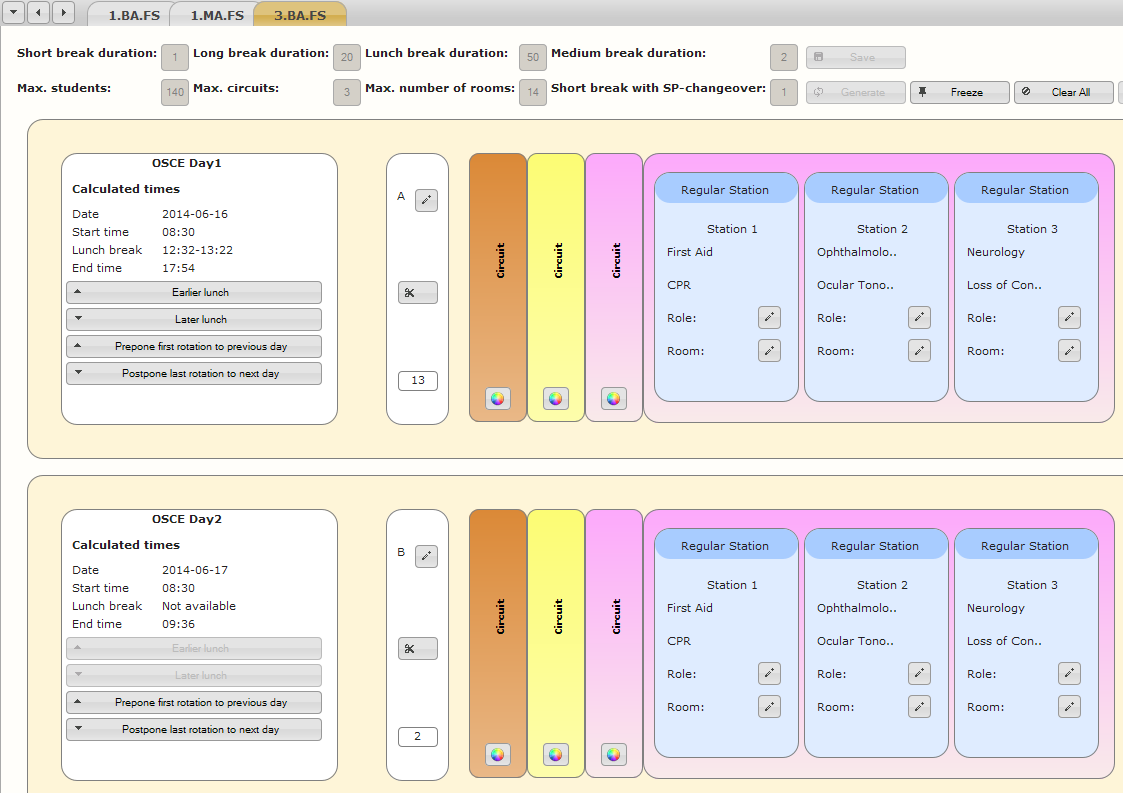 1.BA.FS 1.MA.FS 3.BA.FS
Short break duration: 1 Long break duration: 20 Lunch break duration: 50 Medium break duration: 2 Save
Max. students: 140 Max. circuits: 3 Max. number of rooms: 14 Short break with SP-changeover: 1 Generate Freeze Clear All
OSCE Day1
Calculated times
Date 2014-06-16
Start time 08:30
Lunch break 12:32-13:22
End time 17:54
Earlier lunch
Later lunch
Prepone first rotation to previous day
Postpone last rotation to next day
A
13
Circuit
Circuit
Circuit
Regular Station
Station 1
First Aid
CPR
Role:
Room:
Regular Station
Station 2
Ophthalmolo..
Ocular Tono..
Role:
Room:
Regular Station
Station 3
Neurology
Loss of Con..
Role:
Room:
OSCE Day2
Calculated times
Date 2014-06-17
Start time 08:30
Lunch break Not available
End time 09:36
Earlier lunch
Later lunch
Prepone first rotation to previous day
Postpone last rotation to next day
B
2
Circuit
Circuit
Circuit
Regular Station
Station 1
First Aid
CPR
Role:
Room:
Regular Station
Station 2
Ophthalmolo..
Ocular Tono..
Role:
Room:
Regular Station
Station 3
Neurology
Loss of Con..
Role:
Room: